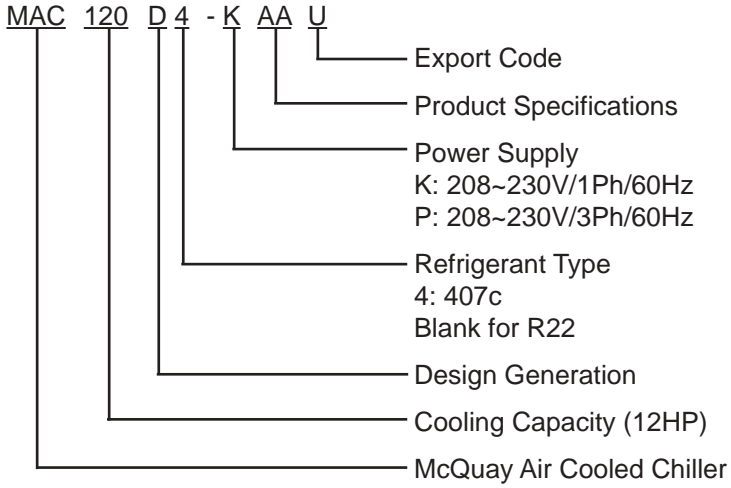 MAC 120 D 4 - K AA U
Export Code
Product Specifications
Power Supply
K: 208~230V/1Ph/60Hz
P: 208~230V/3Ph/60Hz
Refrigerant Type
4: 407c
Blank for R22
Design Generation
Cooling Capacity (12HP)
McQuay Air Cooled Chiller